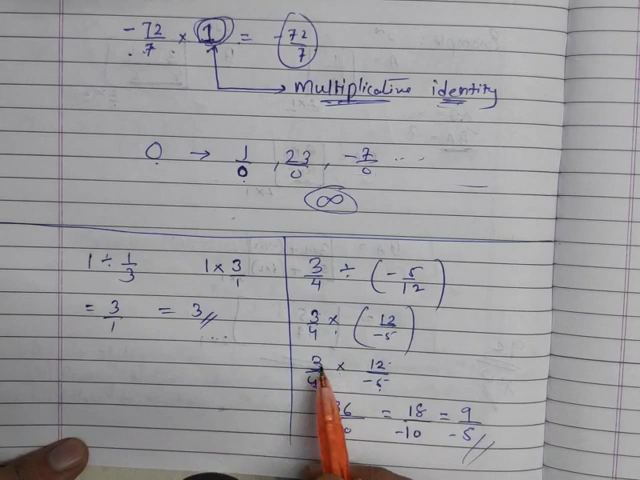 -72/7 × 1 = -72/7
Multiplicative identity
0 → 1/0 , 23/0 , -7/0 ...
∞
1 ÷ 1/3 1 × 3/1
= 3/1 = 3
3/4 ÷ (-5/12)
3/4 × (12/-5)
3/4 × 12/-5
36 = 18/-10 = 9/-5